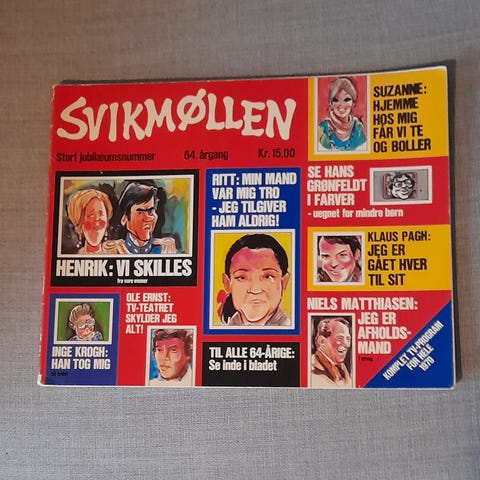 SVIKMØLLEN
Stort jubilæumsnummer 64. årgang Kr. 15,00
SUZANNE:
HJEMME
HOS MIG
FÅR VI TE
OG BOLLER
RITT: MIN MAND
VAR MIG TRO
- JEG TILGIVER
HAM ALDRIG!
SE HANS
GRØNFELDT
I FARVER
- uegnet for mindre børn
HENRIK: VI SKILLES
fra vore venner
KLAUS PAGH:
JEG ER
GÅET HVER
TIL SIT
OLE ERNST:
TV-TEATRET
SKYLDER JEG
ALT!
INGE KROGH:
HAN TOG MIG
TIL ALLE 64-ÅRIGE:
Se inde i bladet
NIELS MATTHIASEN:
JEG ER
AFHOLDS-
MAND
KOMPLET TV-PROGRAM
FOR HELE
1979